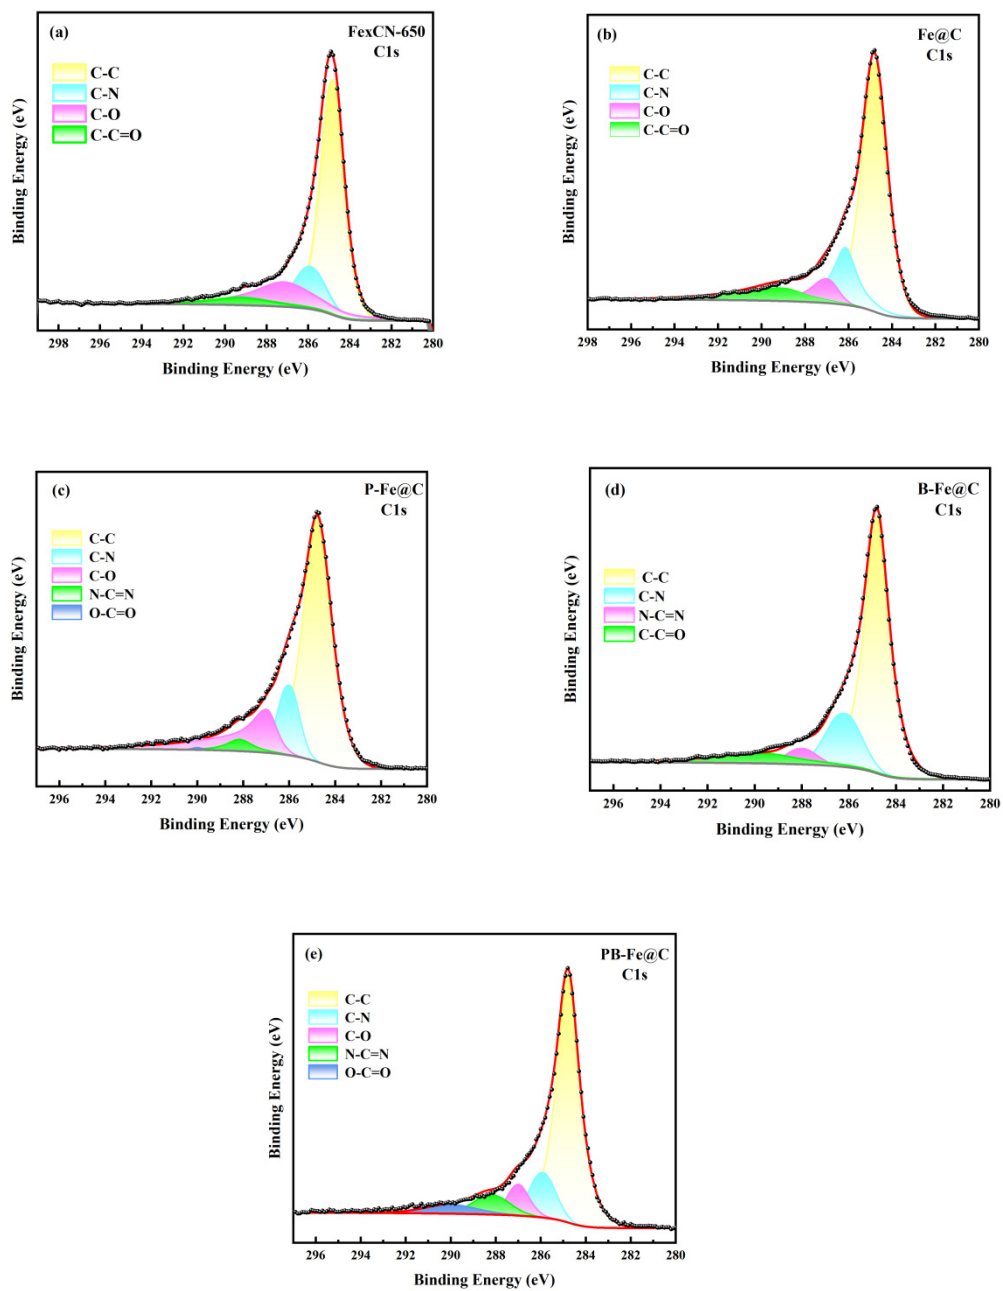 (a)
FexCN-650
C1s
C-C
C-N
C-O
C-C=O
Binding Energy (eV)
298 296 294 292 290 288 286 284 282 280
Binding Energy (eV)
(b)
Fe@C
C1s
C-C
C-N
C-O
C-C=O
Binding Energy (eV)
298 296 294 292 290 288 286 284 282 280
Binding Energy (eV)
(c)
P-Fe@C
C1s
C-C
C-N
C-O
N-C=N
O-C=O
Binding Energy (eV)
296 294 292 290 288 286 284 282 280
Binding Energy (eV)
(d)
B-Fe@C
C1s
C-C
C-N
N-C=N
C-C=O
Binding Energy (eV)
296 294 292 290 288 286 284 282 280
Binding Energy (eV)
(e)
PB-Fe@C
C1s
C-C
C-N
C-O
N-C=N
O-C=O
Binding Energy (eV)
296 294 292 290 288 286 284 282 280
Binding Energy (eV)